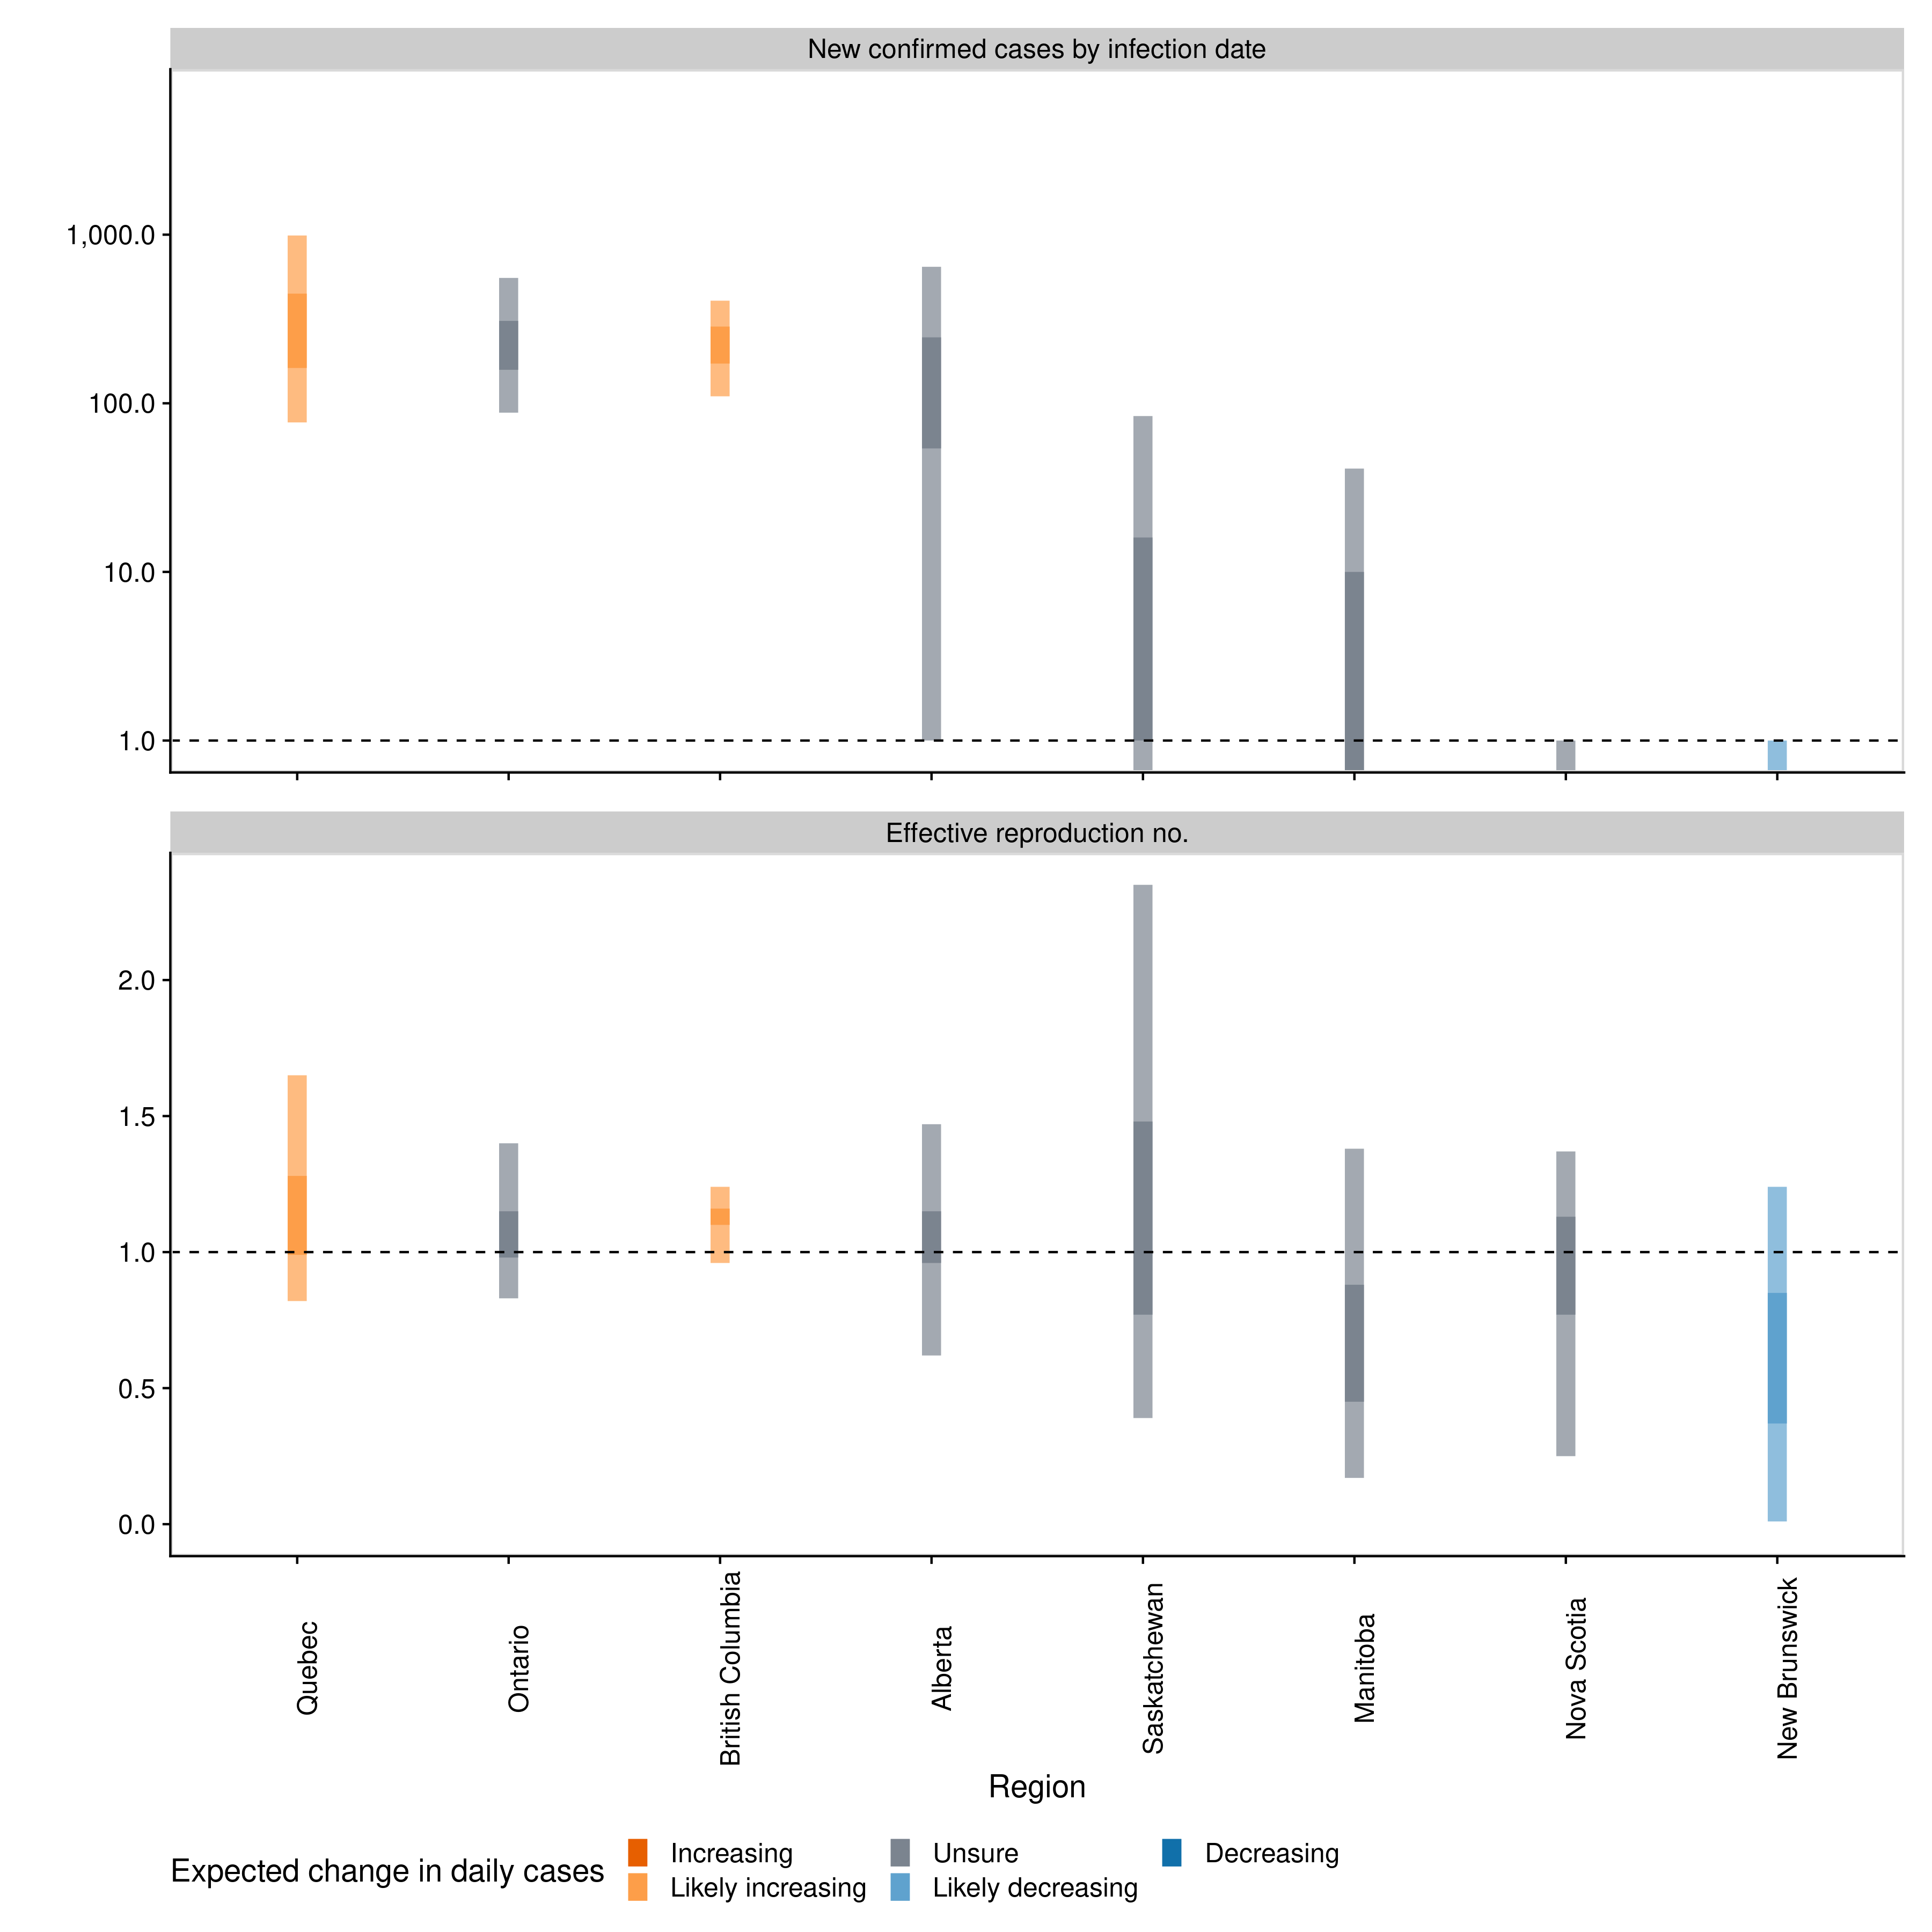 New confirmed cases by infection date
1,000.0
100.0
10.0
1.0
Effective reproduction no.
2.0
1.5
1.0
0.5
0.0
Quebec
Ontario
British Columbia
Alberta
Saskatchewan
Manitoba
Nova Scotia
New Brunswick
Region
Expected change in daily cases
Increasing
Unsure
Decreasing
Likely increasing
Likely decreasing